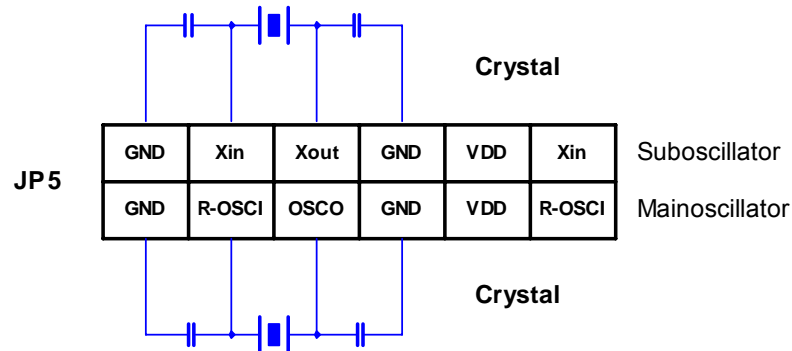 Crystal
GND Xin Xout GND VDD Xin Suboscillator
JP5
GND R-OSCI OSCO GND VDD R-OSCI Mainoscillator
Crystal